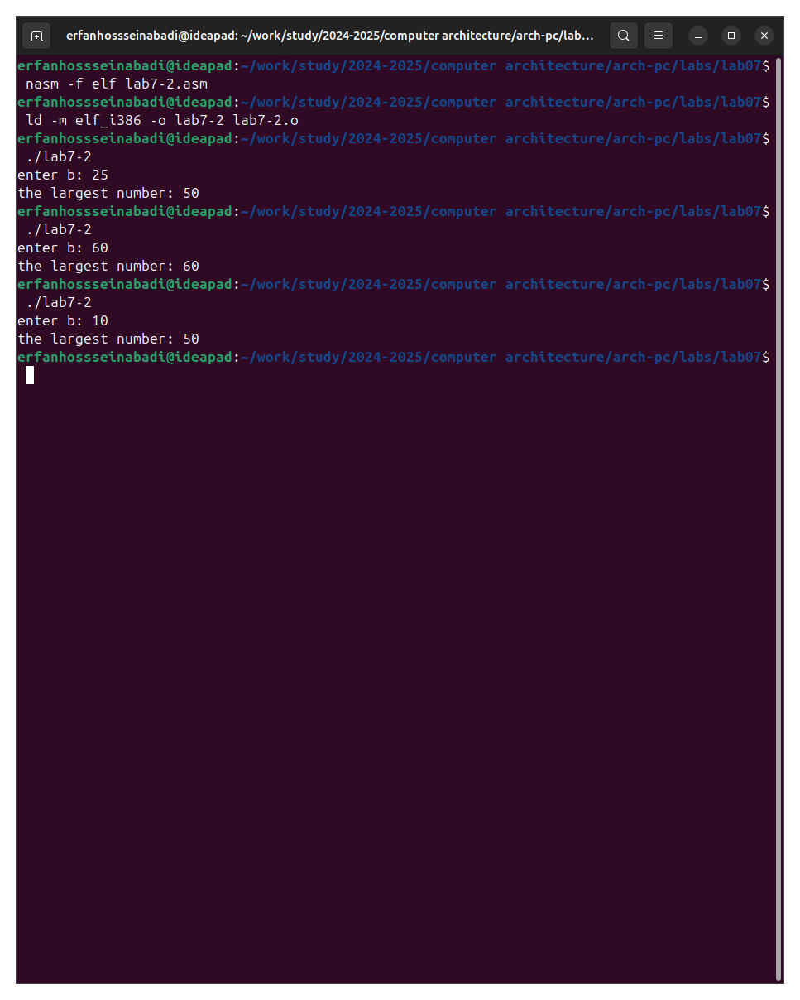 erfanhossseinabadi@ideapad: ~/work/study/2024-2025/computer architecture/arch-pc/lab...
erfanhossseinabadi@ideapad:~/work/study/2024-2025/computer architecture/arch-pc/labs/lab07$
nasm -f elf lab7-2.asm
erfanhossseinabadi@ideapad:~/work/study/2024-2025/computer architecture/arch-pc/labs/lab07$
ld -m elf_i386 -o lab7-2 lab7-2.o
erfanhossseinabadi@ideapad:~/work/study/2024-2025/computer architecture/arch-pc/labs/lab07$
./lab7-2
enter b: 25
the largest number: 50
erfanhossseinabadi@ideapad:~/work/study/2024-2025/computer architecture/arch-pc/labs/lab07$
./lab7-2
enter b: 60
the largest number: 60
erfanhossseinabadi@ideapad:~/work/study/2024-2025/computer architecture/arch-pc/labs/lab07$
./lab7-2
enter b: 10
the largest number: 50
erfanhossseinabadi@ideapad:~/work/study/2024-2025/computer architecture/arch-pc/labs/lab07$